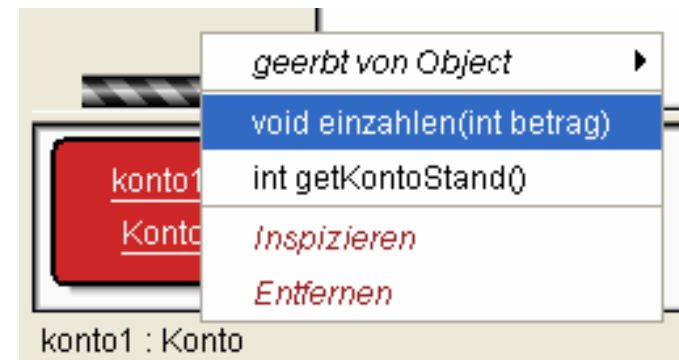 geerbt von Object
void einzahlen(int betrag)
konto1
int getKontoStand()
Konto
Inspizieren
Entfernen
konto1 : Konto